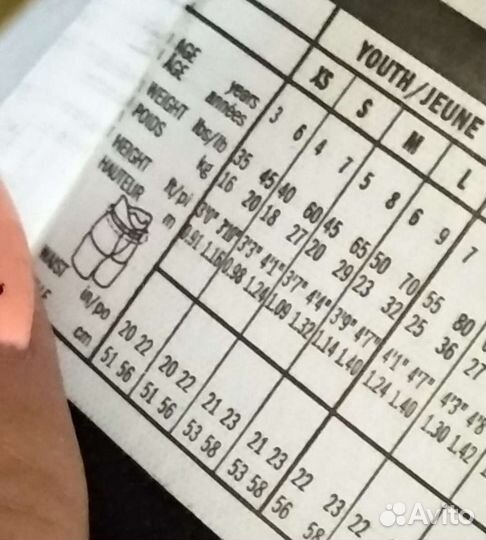 YOUTH/JEUNE
XS S M L
AGE years 3 6 4 7 5 8 6 9 7
ÂGE années
WEIGHT lbs/lb 35 45 40 60 45 65 50 70 55 80
POIDS kg 16 20 18 27 20 29 23 32 25 36 27
HEIGHT ft/pi 3'0" 3'10" 3'3" 4'1" 3'7" 4'4" 3'9" 4'7" 4'1" 4'7" 4'3" 4'8
HAUTEUR m 0.91 1.16 0.98 1.24 1.09 1.32 1.14 1.40 1.24 1.40 1.30 1.42
WAIST in/po 20 22 20 22 21 23 21 23 22 23 22
cm 51 56 51 56 53 58 53 58 56 58
Avito